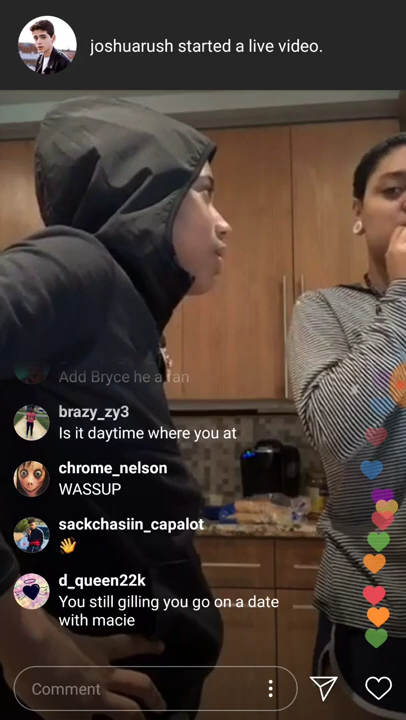 joshuarush started a live video.
Add Bryce he a fan
brazy_zy3
Is it daytime where you at
chrome_nelson
WASSUP
sackchasiin_capalot
👋
d_queen22k
You still gilling you go on a date
with macie
Comment